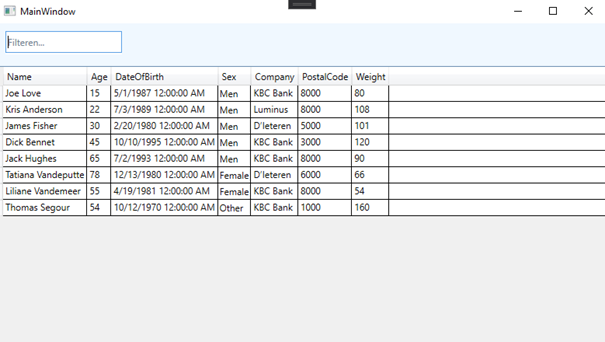 MainWindow
Filteren...
Name Age DateOfBirth Sex Company PostalCode Weight
Joe Love 15 5/1/1987 12:00:00 AM Men KBC Bank 8000 80
Kris Anderson 22 7/3/1989 12:00:00 AM Men Luminus 8000 108
James Fisher 30 2/20/1980 12:00:00 AM Men D'Ieteren 5000 101
Dick Bennet 45 10/10/1995 12:00:00 AM Men KBC Bank 3000 120
Jack Hughes 65 7/2/1993 12:00:00 AM Men KBC Bank 8000 90
Tatiana Vandeputte 78 12/13/1980 12:00:00 AM Female D'Ieteren 6000 66
Liliane Vandemeer 55 4/19/1981 12:00:00 AM Female KBC Bank 8000 54
Thomas Segour 54 10/12/1970 12:00:00 AM Other KBC Bank 1000 160